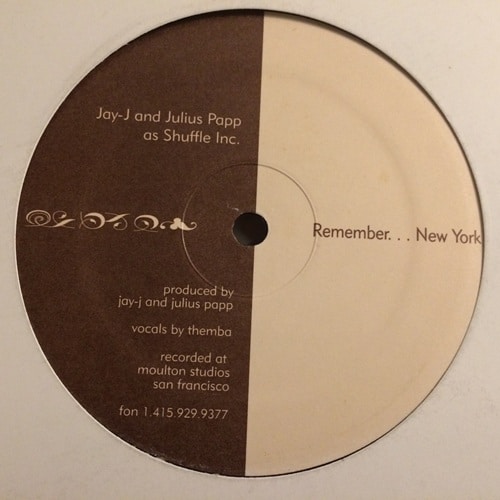 Jay-J and Julius Papp
as Shuffle Inc.
Remember. . . New York
produced by
jay-j and julius papp
vocals by themba
recorded at
moulton studios
san francisco
fon 1.415.929.9377